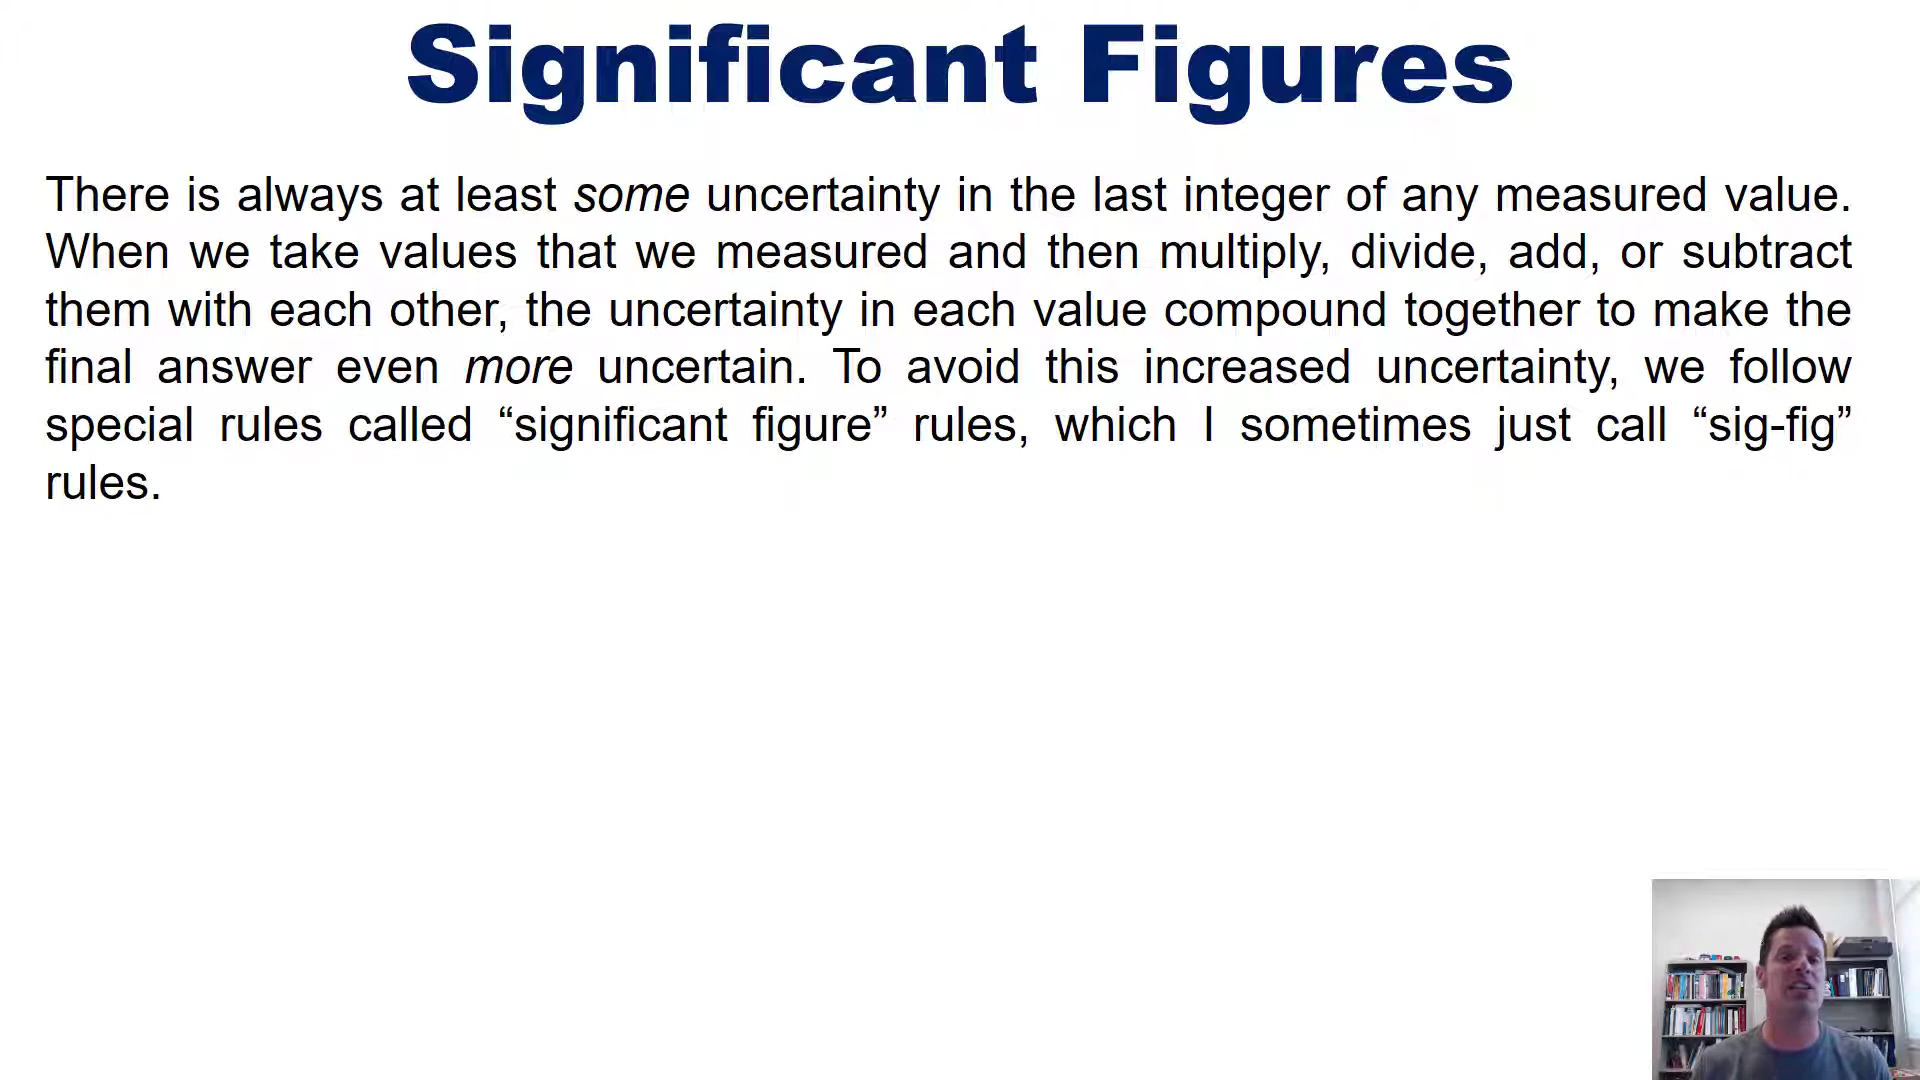 Significant Figures
There is always at least some uncertainty in the last integer of any measured value.
When we take values that we measured and then multiply, divide, add, or subtract
them with each other, the uncertainty in each value compound together to make the
final answer even more uncertain. To avoid this increased uncertainty, we follow
special rules called “significant figure” rules, which I sometimes just call “sig-fig”
rules.